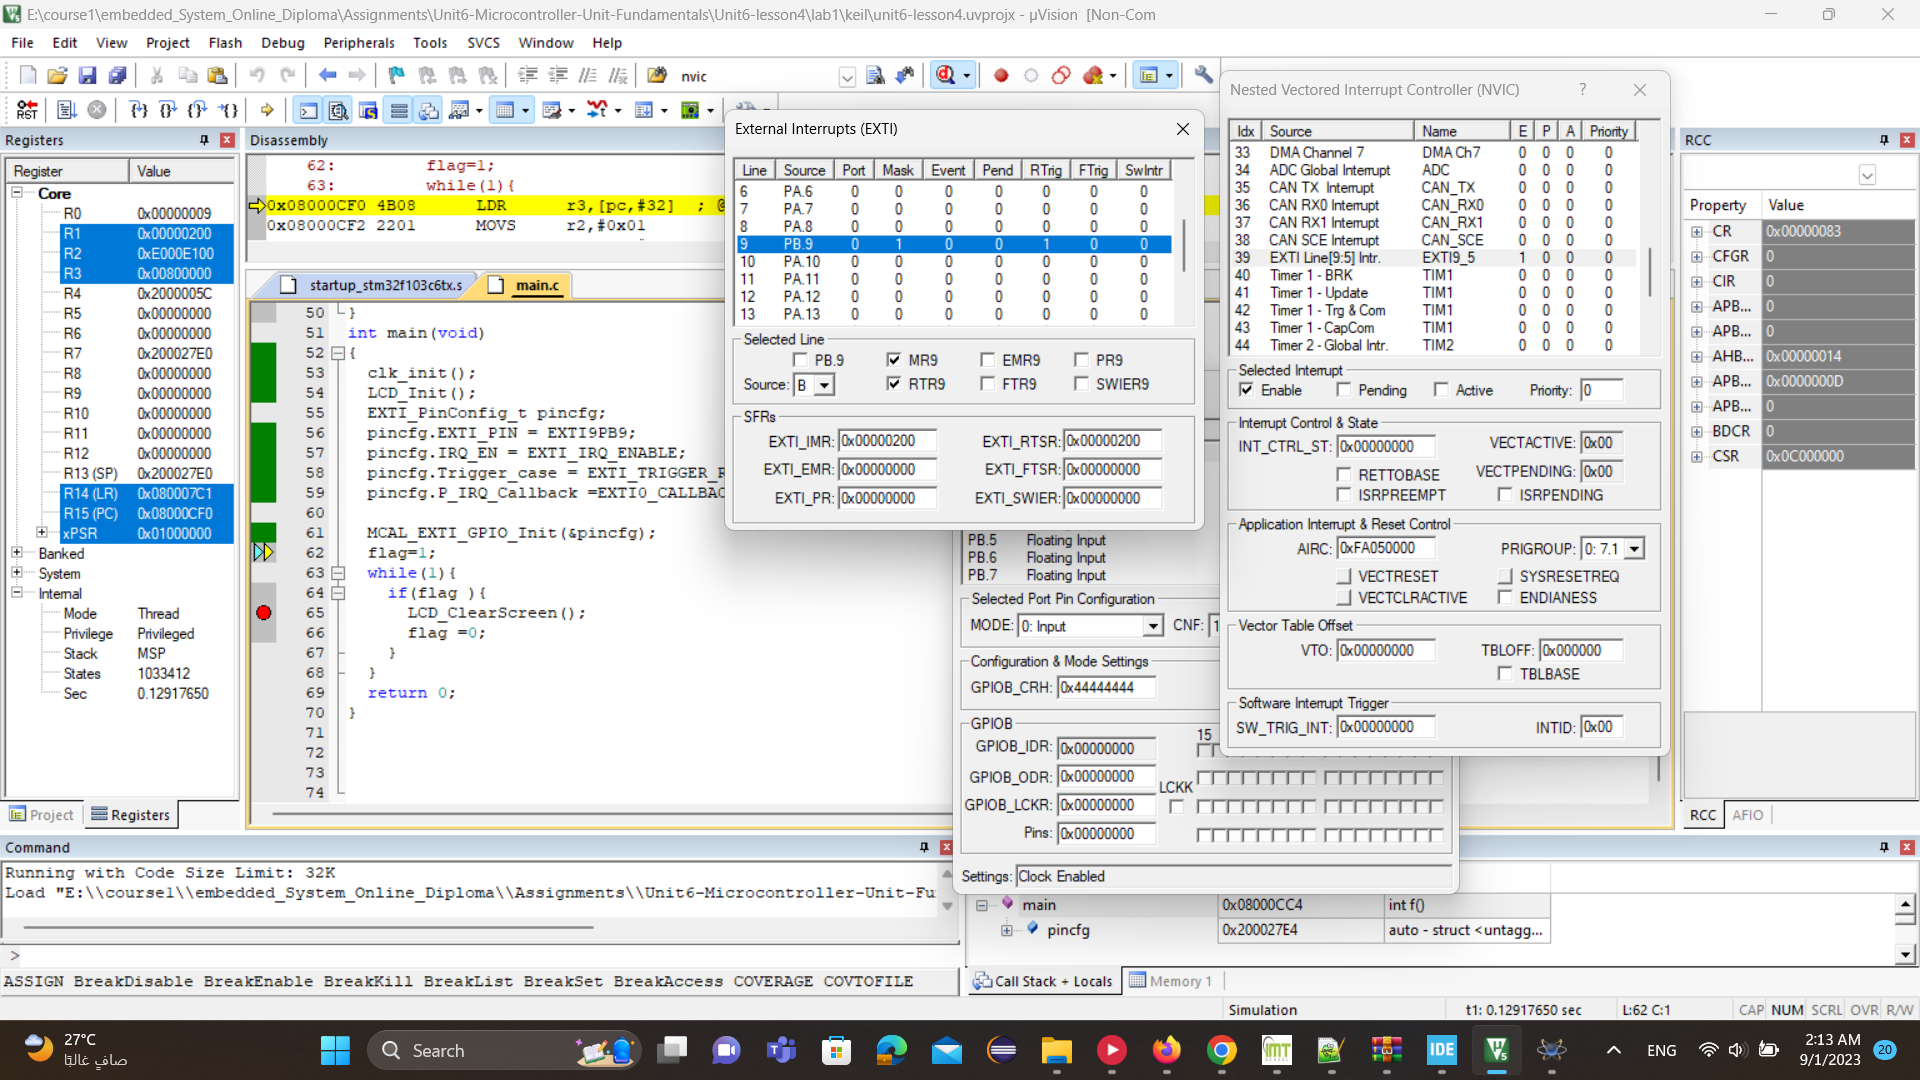 E:\course1\embedded_System_Online_Diploma\Assignments\Unit6-Microcontroller-Unit-Fundamentals\Unit6-lesson4\lab1\keil\unit6-lesson4.uvprojx - µVision [Non-Com
File Edit View Project Flash Debug Peripherals Tools SVCS Window Help
nvic
RST
Registers
Register Value
Core
R0 0x00000009
R1 0x00000200
R2 0xE000E100
R3 0x00800000
R4 0x2000005C
R5 0x00000000
R6 0x00000000
R7 0x200027E0
R8 0x00000000
R9 0x00000000
R10 0x00000000
R11 0x00000000
R12 0x00000000
R13 (SP) 0x200027E0
R14 (LR) 0x080007C1
R15 (PC) 0x08000CF0
xPSR 0x01000000
Banked
System
Internal
Mode Thread
Privilege Privileged
Stack MSP
States 1033412
Sec 0.12917650
Project Registers
Disassembly
62: flag=1;
63: while(1){
0x08000CF0 4B08 LDR r3,[pc,#32] ; @
0x08000CF2 2201 MOVS r2,#0x01
startup_stm32f103c6tx.s main.c
50 }
51 int main(void)
52 {
53 clk_init();
54 LCD_Init();
55 EXTI_PinConfig_t pincfg;
56 pincfg.EXTI_PIN = EXTI9PB9;
57 pincfg.IRQ_EN = EXTI_IRQ_ENABLE;
58 pincfg.Trigger_case = EXTI_TRIGGER_R
59 pincfg.P_IRQ_Callback =EXTI0_CALLBAC
60
61 MCAL_EXTI_GPIO_Init(&pincfg);
62 flag=1;
63 while(1){
64 if(flag ){
65 LCD_ClearScreen();
66 flag =0;
67 }
68 }
69 return 0;
70 }
71
72
73
74
External Interrupts (EXTI)
Line Source Port Mask Event Pend RTrig FTrig SwIntr
6 PA.6 0 0 0 0 0 0 0
7 PA.7 0 0 0 0 0 0 0
8 PA.8 0 0 0 0 0 0 0
9 PB.9 0 1 0 0 1 0 0
10 PA.10 0 0 0 0 0 0 0
11 PA.11 0 0 0 0 0 0 0
12 PA.12 0 0 0 0 0 0 0
13 PA.13 0 0 0 0 0 0 0
Selected Line
PB.9 MR9 EMR9 PR9
Source: B RTR9 FTR9 SWIER9
SFRs
EXTI_IMR: 0x00000200 EXTI_RTSR: 0x00000200
EXTI_EMR: 0x00000000 EXTI_FTSR: 0x00000000
EXTI_PR: 0x00000000 EXTI_SWIER: 0x00000000
PB.5 Floating Input
PB.6 Floating Input
PB.7 Floating Input
Selected Port Pin Configuration
MODE: 0: Input CNF: 1
Configuration & Mode Settings
GPIOB_CRH: 0x44444444
GPIOB
15
GPIOB_IDR: 0x00000000
GPIOB_ODR: 0x00000000
LCKK
GPIOB_LCKR: 0x00000000
Pins: 0x00000000
Settings: Clock Enabled
Nested Vectored Interrupt Controller (NVIC) ?
Idx Source Name E P A Priority
33 DMA Channel 7 DMA Ch7 0 0 0 0
34 ADC Global Interrupt ADC 0 0 0 0
35 CAN TX Interrupt CAN_TX 0 0 0 0
36 CAN RX0 Interrupt CAN_RX0 0 0 0 0
37 CAN RX1 Interrupt CAN_RX1 0 0 0 0
38 CAN SCE Interrupt CAN_SCE 0 0 0 0
39 EXTI Line[9:5] Intr. EXTI9_5 1 0 0 0
40 Timer 1 - BRK TIM1 0 0 0 0
41 Timer 1 - Update TIM1 0 0 0 0
42 Timer 1 - Trg & Com TIM1 0 0 0 0
43 Timer 1 - CapCom TIM1 0 0 0 0
44 Timer 2 - Global Intr. TIM2 0 0 0 0
Selected Interrupt
Enable Pending Active Priority: 0
Interrupt Control & State
INT_CTRL_ST: 0x00000000 VECTACTIVE: 0x00
RETTOBASE VECTPENDING: 0x00
ISRPREEMPT ISRPENDING
Application Interrupt & Reset Control
AIRC: 0xFA050000 PRIGROUP: 0: 7.1
VECTRESET SYSRESETREQ
VECTCLRACTIVE ENDIANESS
Vector Table Offset
VTO: 0x00000000 TBLOFF: 0x000000
TBLBASE
Software Interrupt Trigger
SW_TRIG_INT: 0x00000000 INTID: 0x00
RCC
Property Value
CR 0x00000083
CFGR 0
CIR 0
APB... 0
APB... 0
AHB... 0x00000014
APB... 0x0000000D
APB... 0
BDCR 0
CSR 0x0C000000
RCC AFIO
Command
Running with Code Size Limit: 32K
Load "E:\\course1\\embedded_System_Online_Diploma\\Assignments\\Unit6-Microcontroller-Unit-Fu
>
ASSIGN BreakDisable BreakEnable BreakKill BreakList BreakSet BreakAccess COVERAGE COVTOFILE
main 0x08000CC4 int f()
pincfg 0x200027E4 auto - struct <untagg...
Call Stack + Locals Memory 1
Simulation t1: 0.12917650 sec L:62 C:1 CAP NUM SCRL OVR R/W
27°C
صافٍ غالبًا
Search
IDE
ENG
2:13 AM
9/1/2023
20